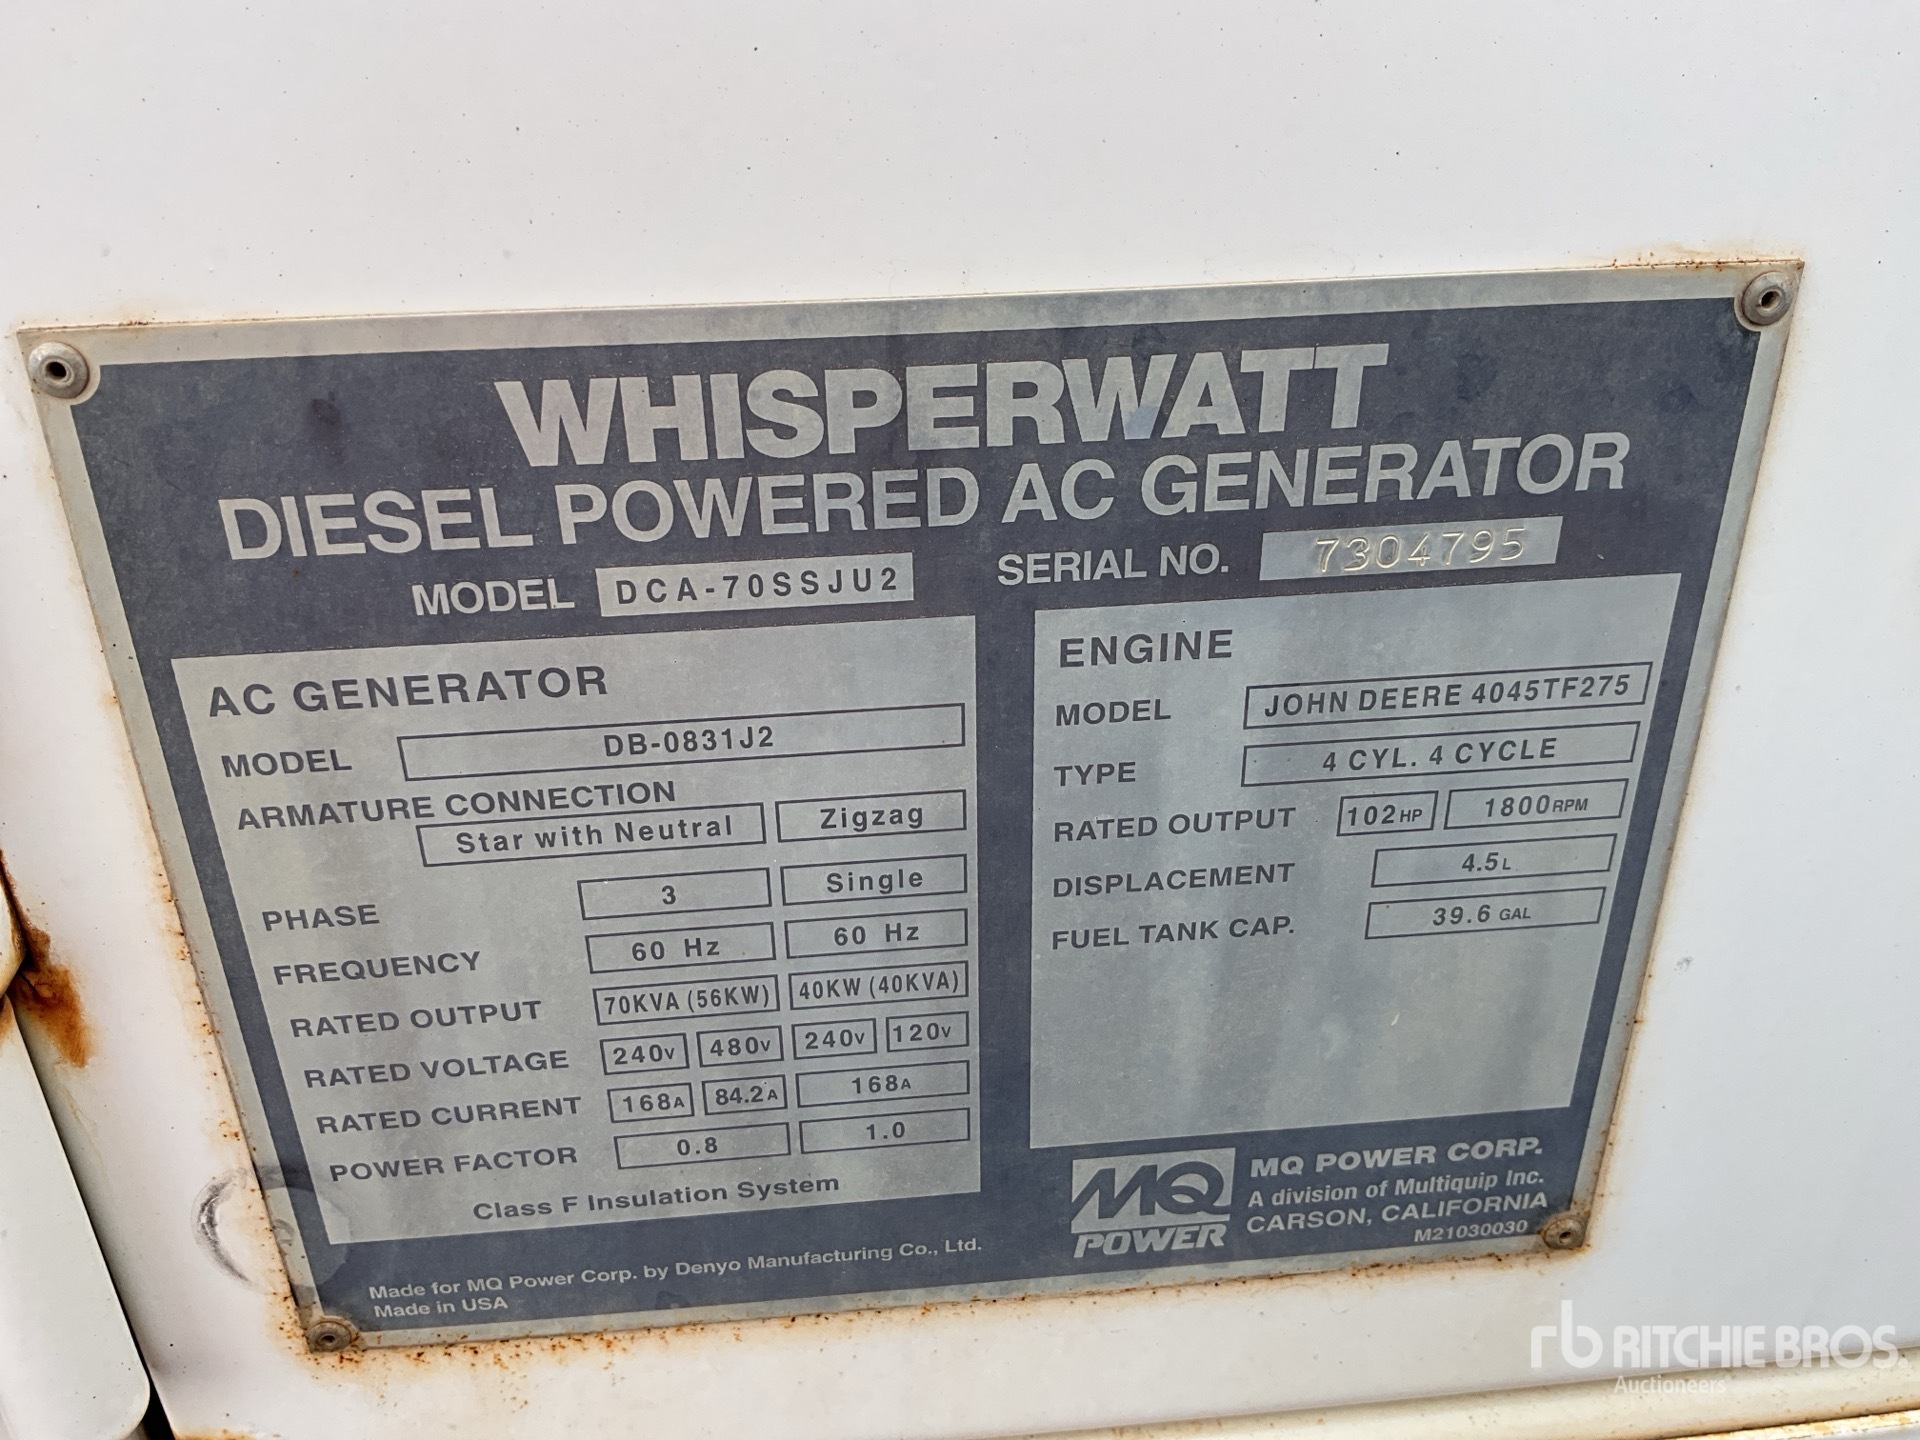 WHISPERWATT
DIESEL POWERED AC GENERATOR
MODEL DCA-70SSJU2
SERIAL NO. 7304795
AC GENERATOR
MODEL DB-0831J2
ARMATURE CONNECTION
Star with Neutral Zigzag
PHASE 3 Single
FREQUENCY 60 Hz 60 Hz
RATED OUTPUT 70KVA (56KW) 40KW (40KVA)
RATED VOLTAGE 240V 480V 240V 120V
RATED CURRENT 168A 84.2A 168A
POWER FACTOR 0.8 1.0
Class F Insulation System
ENGINE
MODEL JOHN DEERE 4045TF275
TYPE 4 CYL. 4 CYCLE
RATED OUTPUT 102HP 1800RPM
DISPLACEMENT 4.5L
FUEL TANK CAP. 39.6 GAL
Made for MQ Power Corp. by Denyo Manufacturing Co., Ltd.
Made in USA
MQ
POWER
MQ POWER CORP.
A division of Multiquip Inc.
CARSON, CALIFORNIA
M21030030
rb RITCHIE BROS.
Auctioneers